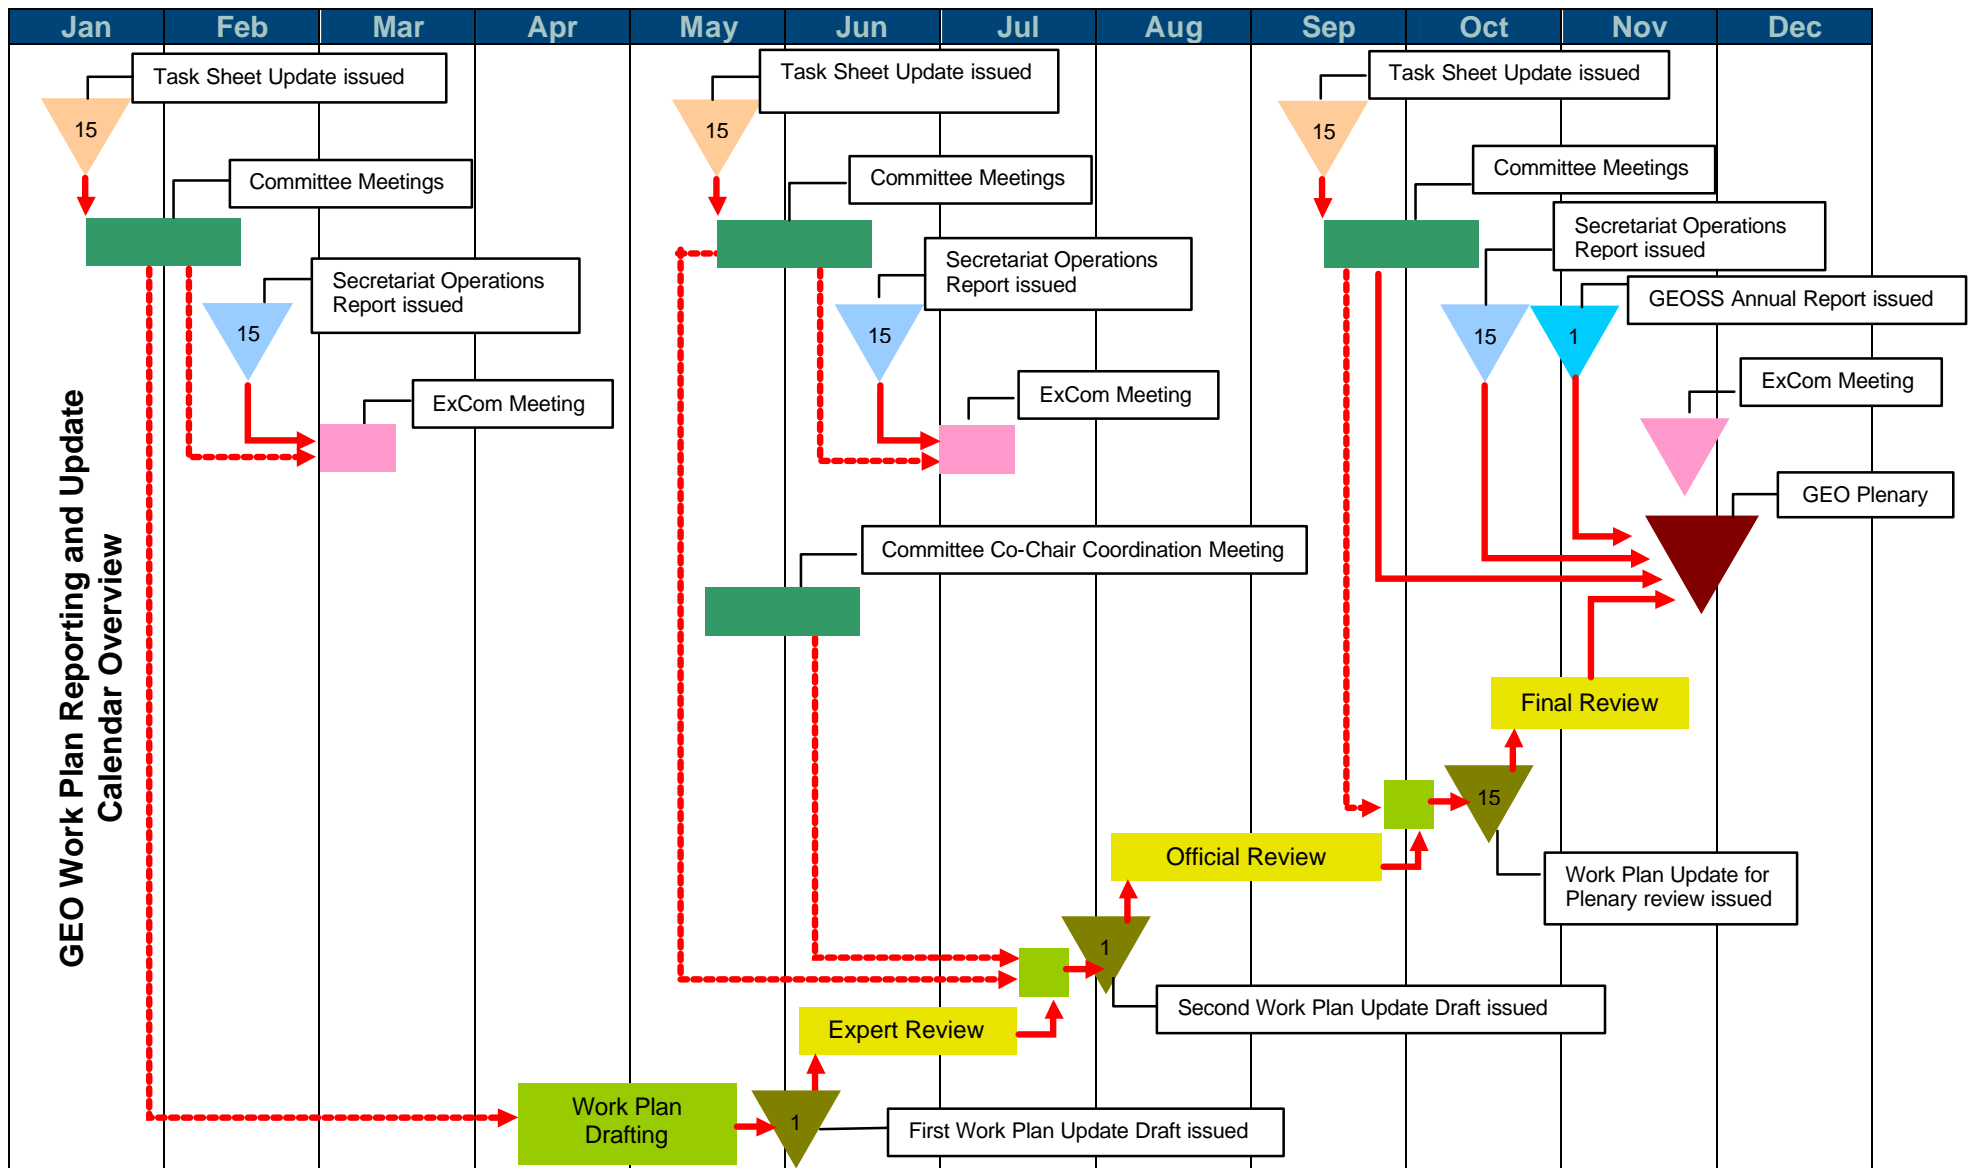 Jan Feb Mar Apr May Jun Jul Aug Sep Oct Nov Dec
Task Sheet Update issued
Task Sheet Update issued
Task Sheet Update issued
15
15
15
Committee Meetings
Committee Meetings
Committee Meetings
Secretariat Operations
Report issued
Secretariat Operations
Report issued
Secretariat Operations
Report issued
GEOSS Annual Report issued
15
15
15
1
ExCom Meeting
ExCom Meeting
ExCom Meeting
GEO Plenary
Committee Co-Chair Coordination Meeting
GEO Work Plan Reporting and Update
Calendar Overview
Final Review
15
Official Review
Work Plan Update for
Plenary review issued
1
Second Work Plan Update Draft issued
Expert Review
Work Plan
Drafting
1
First Work Plan Update Draft issued